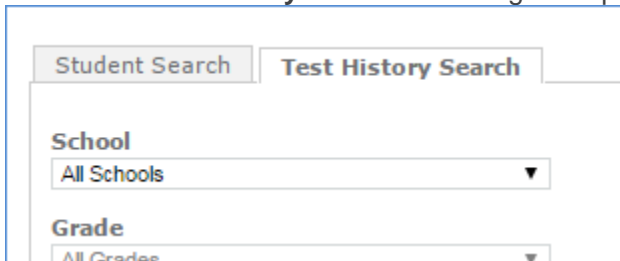 Student Search Test History Search
School
All Schools
Grade
All Grades